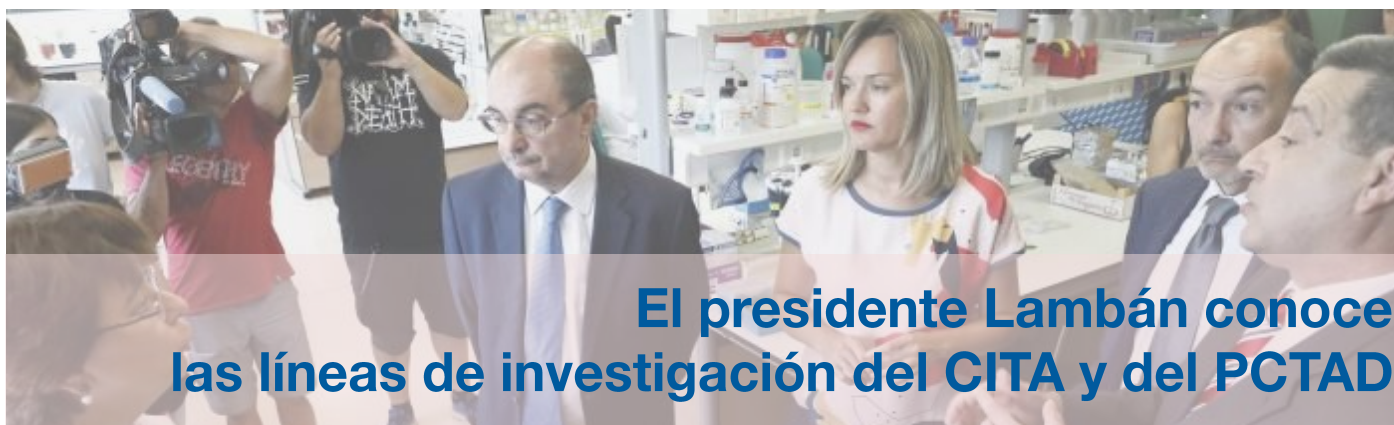 El presidente Lambán conoce
las líneas de investigación del CITA y del PCTAD